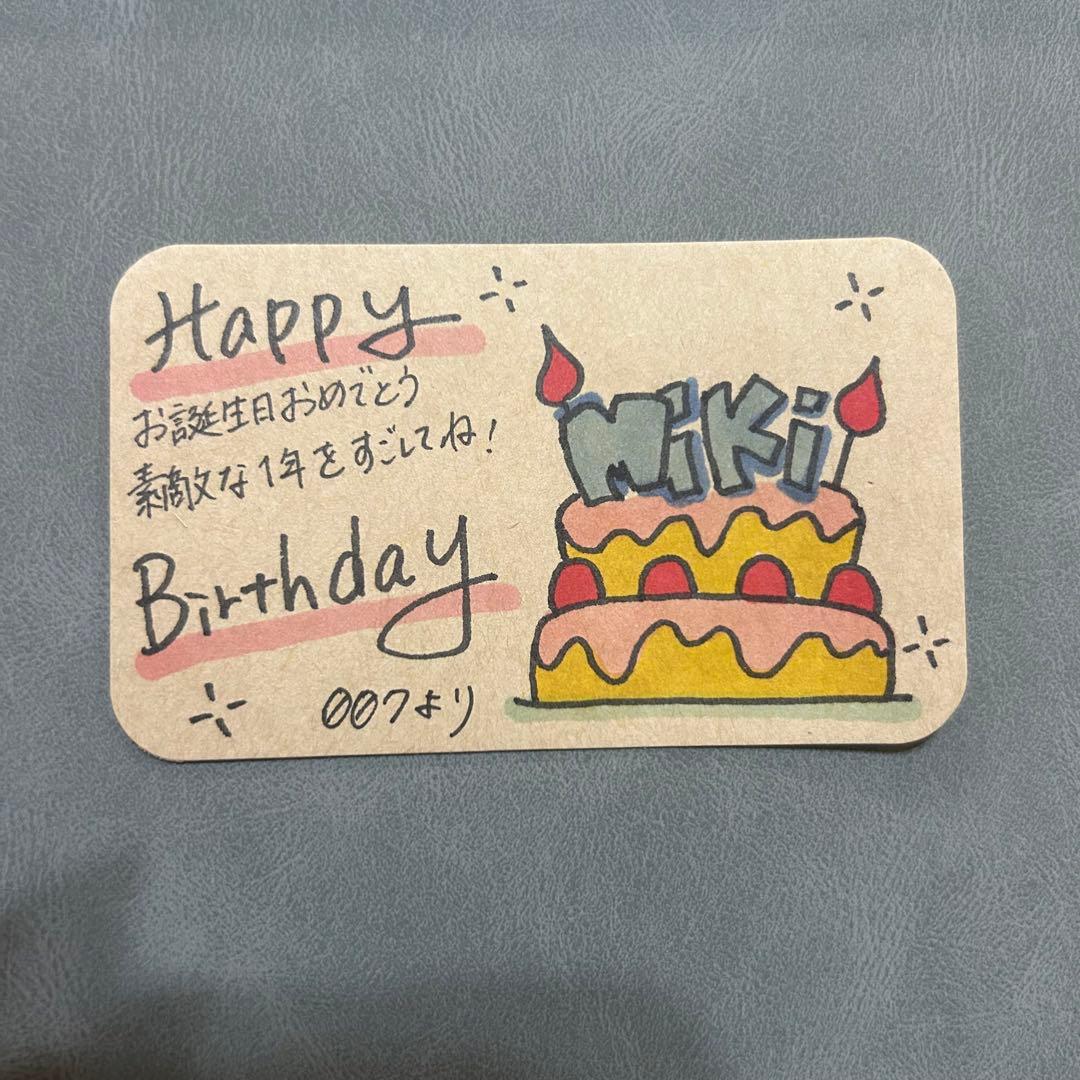 Happy
お誕生日おめでとう
素敵な1年をすごしてね!
Birthday
007より
MiKi